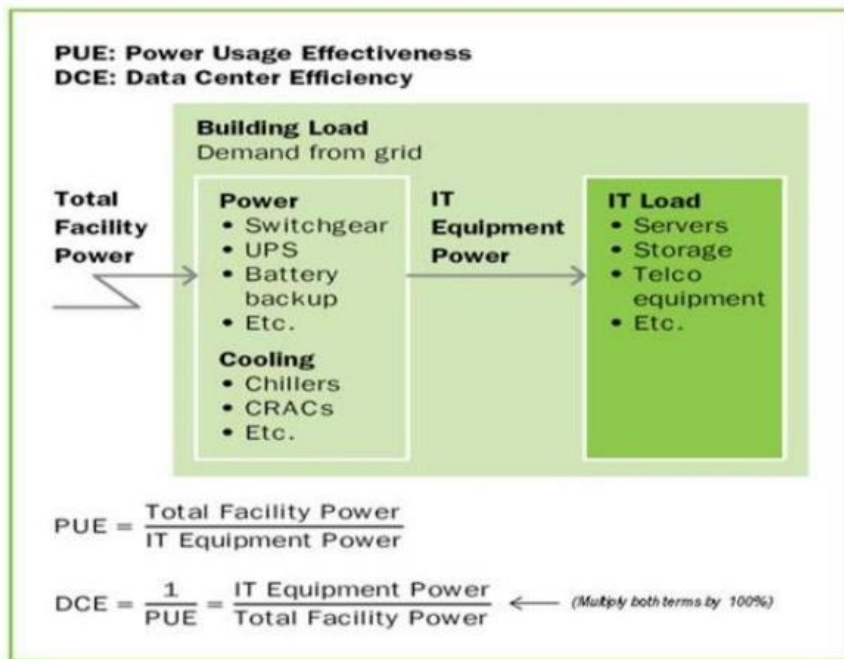 PUE: Power Usage Effectiveness
DCE: Data Center Efficiency
Building Load
Demand from grid
Total
Facility
Power
Power
• Switchgear
• UPS
• Battery
backup
• Etc.
Cooling
• Chillers
• CRACs
• Etc.
IT
Equipment
Power
IT Load
• Servers
• Storage
• Telco
equipment
• Etc.
PUE = Total Facility Power / IT Equipment Power
DCE = 1 / PUE = IT Equipment Power / Total Facility Power ← (Multiply both terms by 100%)